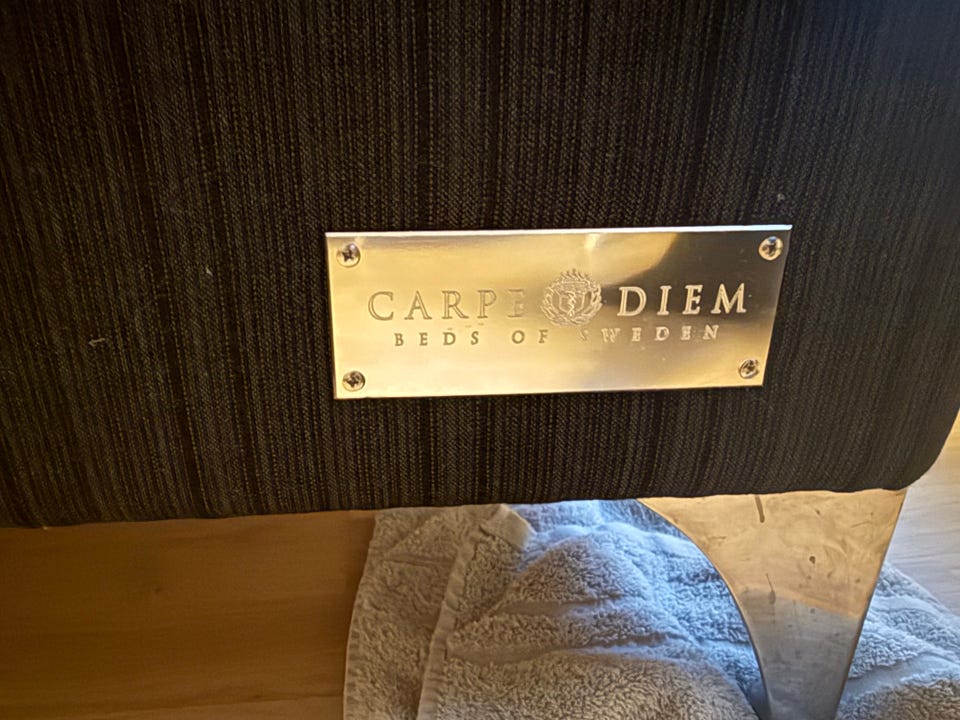 CARPE DIEM
BEDS OF SWEDEN